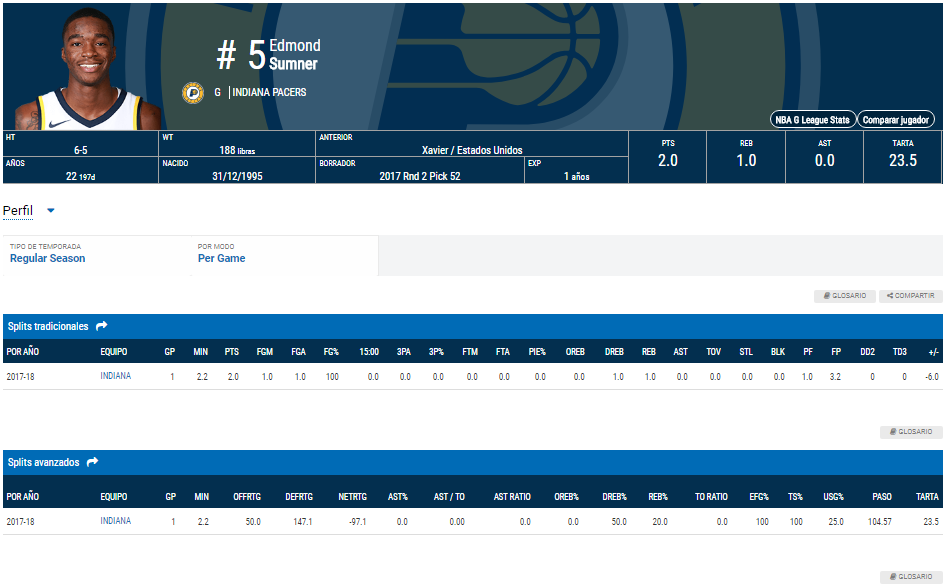 # 5 Edmond
Sumner
G | INDIANA PACERS
NBA G League Stats Comparar jugador
HT WT ANTERIOR PTS REB AST TARTA
6-5 188 libras Xavier / Estados Unidos 2.0 1.0 0.0 23.5
AÑOS NACIDO BORRADOR EXP
22 197d 31/12/1995 2017 Rnd 2 Pick 52 1 años
Perfil
TIPO DE TEMPORADA POR MODO
Regular Season Per Game
GLOSARIO COMPARTIR
Splits tradicionales
POR AÑO EQUIPO GP MIN PTS FGM FGA FG% 15:00 3PA 3P% FTM FTA PIE% OREB DREB REB AST TOV STL BLK PF FP DD2 TD3 +/-
2017-18 INDIANA 1 2.2 2.0 1.0 1.0 100 0.0 0.0 0.0 0.0 0.0 0.0 0.0 1.0 1.0 0.0 0.0 0.0 0.0 1.0 3.2 0 0 -6.0
GLOSARIO
Splits avanzados
POR AÑO EQUIPO GP MIN OFFRTG DEFRTG NETRTG AST% AST / TO AST RATIO OREB% DREB% REB% TO RATIO EFG% TS% USG% PASO TARTA
2017-18 INDIANA 1 2.2 50.0 147.1 -97.1 0.0 0.00 0.0 0.0 50.0 20.0 0.0 100 100 25.0 104.57 23.5
GLOSARIO